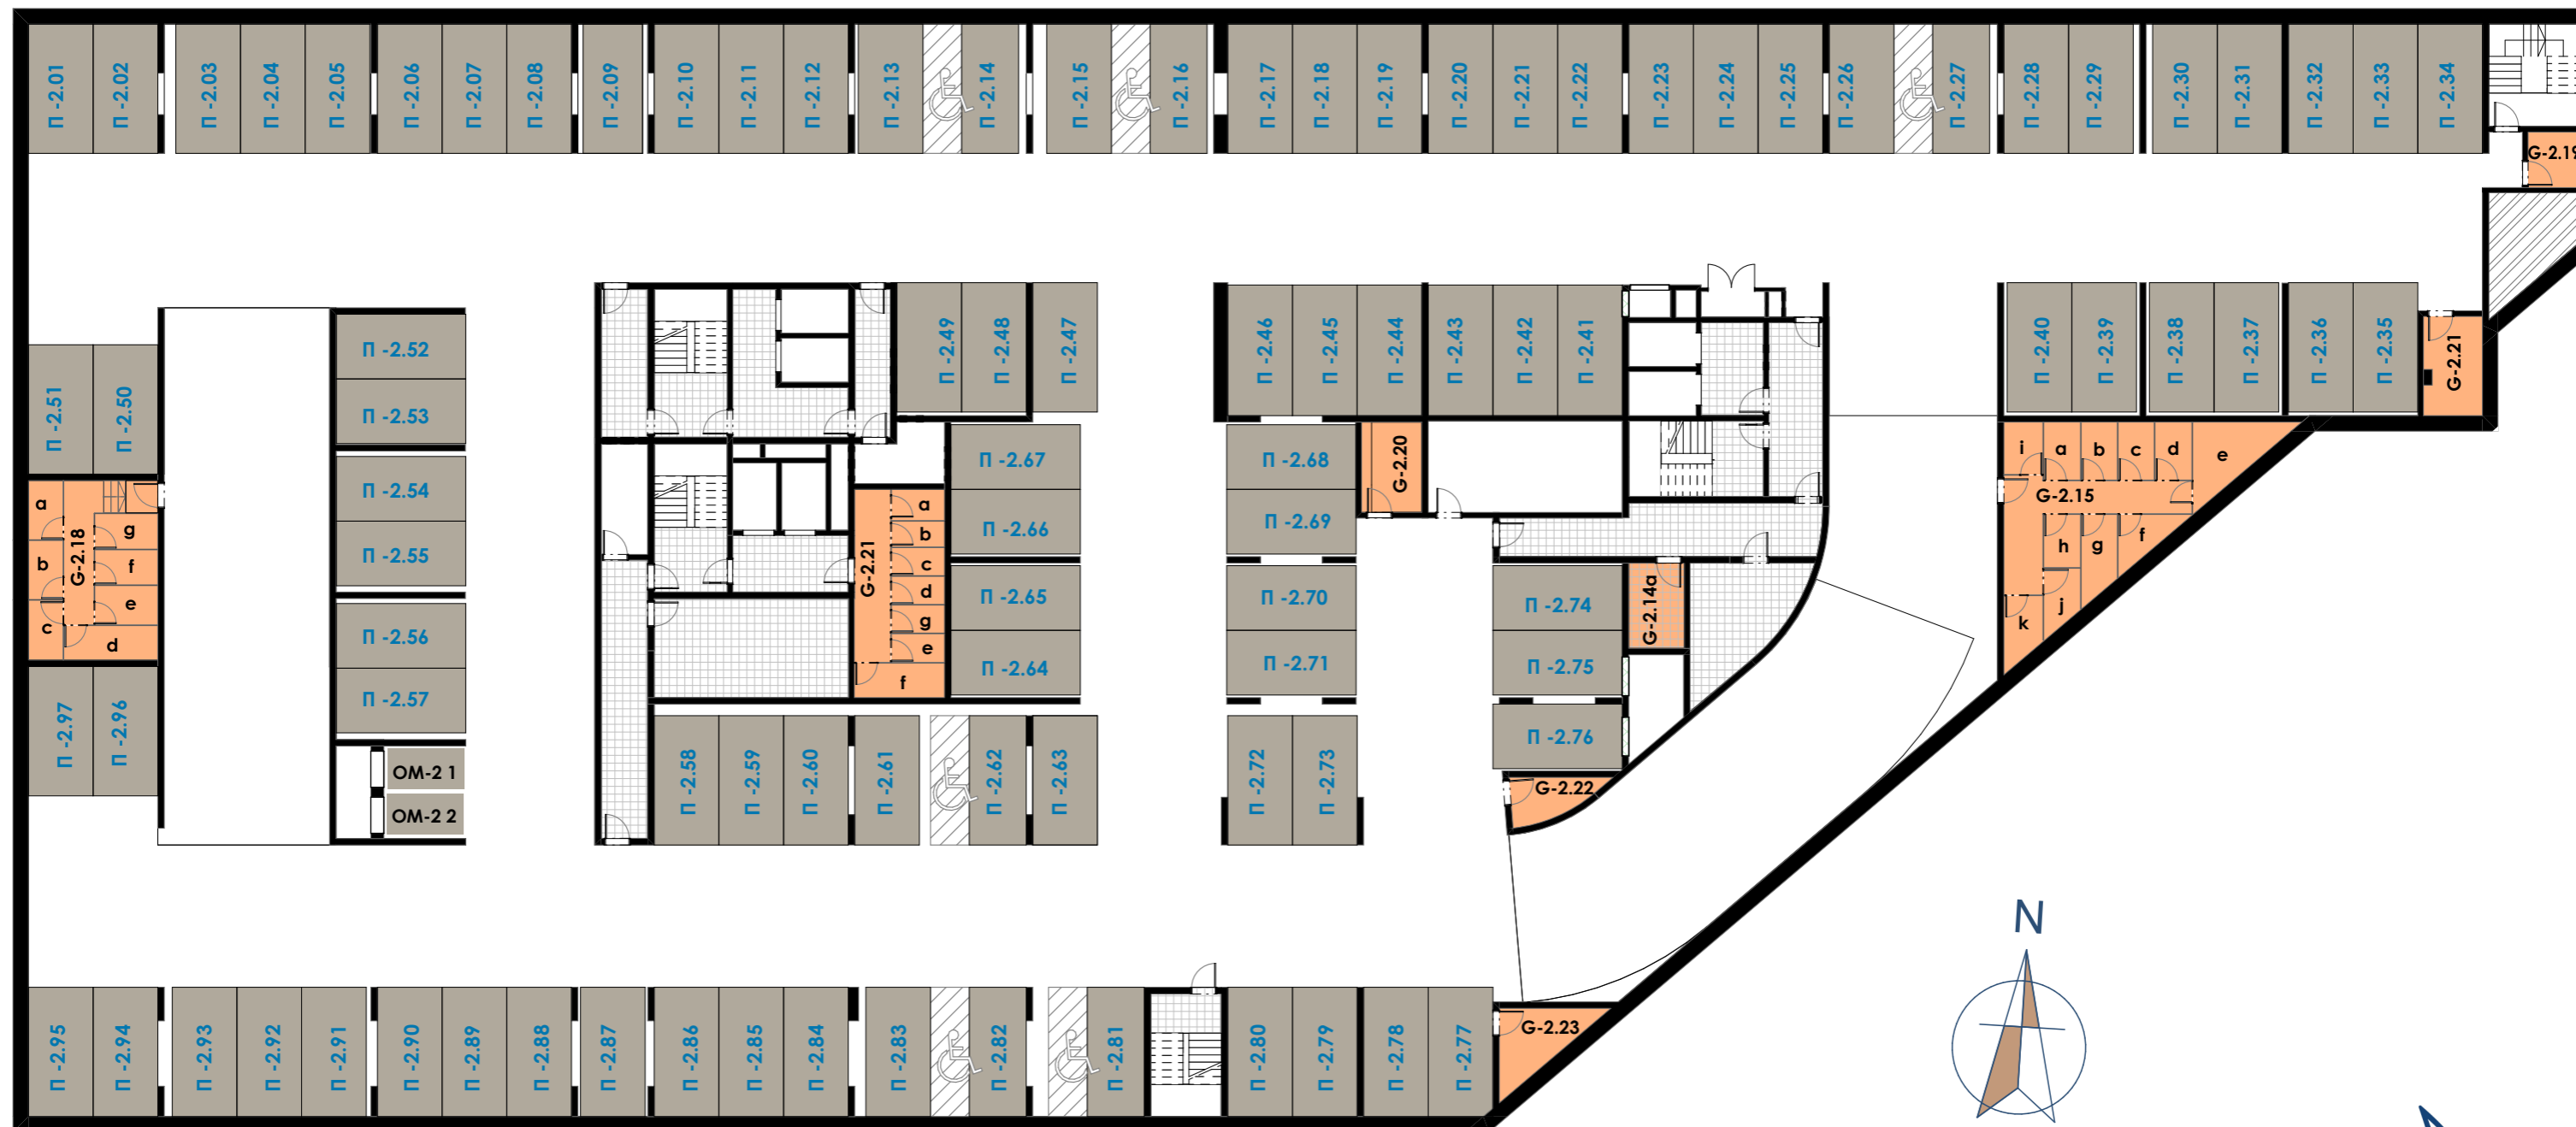 П -2.01
П -2.02
П -2.03
П -2.04
П -2.05
П -2.06
П -2.07
П -2.08
П -2.09
П -2.10
П -2.11
П -2.12
П -2.13
П -2.14
П -2.15
П -2.16
П -2.17
П -2.18
П -2.19
П -2.20
П -2.21
П -2.22
П -2.23
П -2.24
П -2.25
П -2.26
П -2.27
П -2.28
П -2.29
П -2.30
П -2.31
П -2.32
П -2.33
П -2.34
G-2.19
П -2.51
П -2.50
П -2.52
П -2.53
П -2.49
П -2.48
П -2.47
П -2.46
П -2.45
П -2.44
П -2.43
П -2.42
П -2.41
П -2.40
П -2.39
П -2.38
П -2.37
П -2.36
П -2.35
G-2.21
a
b
c
G-2.18
g
f
e
d
П -2.54
П -2.55
П -2.56
П -2.57
G-2.21
a
b
c
d
g
e
f
П -2.67
П -2.66
П -2.65
П -2.64
П -2.68
П -2.69
П -2.70
П -2.71
G-2.20
П -2.74
П -2.75
П -2.76
G-2.14a
G-2.22
i
a
b
c
d
e
G-2.15
h
g
f
j
k
П -2.97
П -2.96
OM-2 1
OM-2 2
П -2.58
П -2.59
П -2.60
П -2.61
П -2.62
П -2.63
П -2.72
П -2.73
N
П -2.95
П -2.94
П -2.93
П -2.92
П -2.91
П -2.90
П -2.89
П -2.88
П -2.87
П -2.86
П -2.85
П -2.84
П -2.83
П -2.82
П -2.81
П -2.80
П -2.79
П -2.78
П -2.77
G-2.23